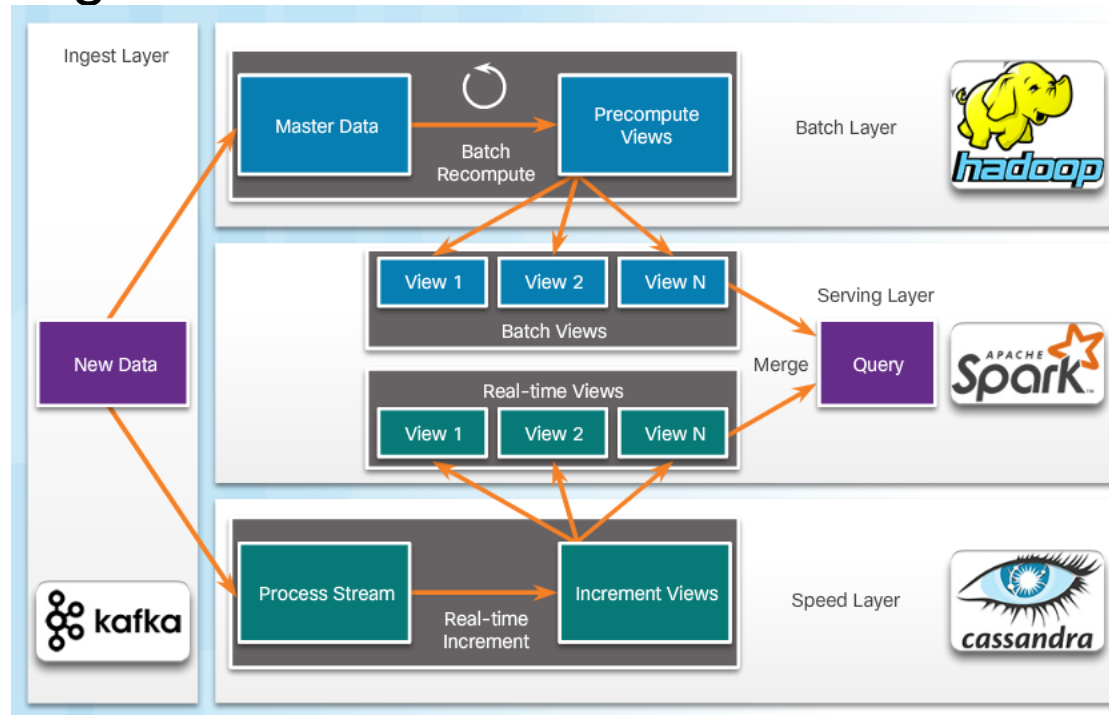 Ingest Layer
Master Data
Batch
Recompute
Precompute
Views
Batch Layer
hadoop
View 1
View 2
View N
Batch Views
Serving Layer
New Data
Merge
Query
APACHE
Spark
Real-time Views
View 1
View 2
View N
Process Stream
Real-time
Increment
Increment Views
Speed Layer
kafka
cassandra